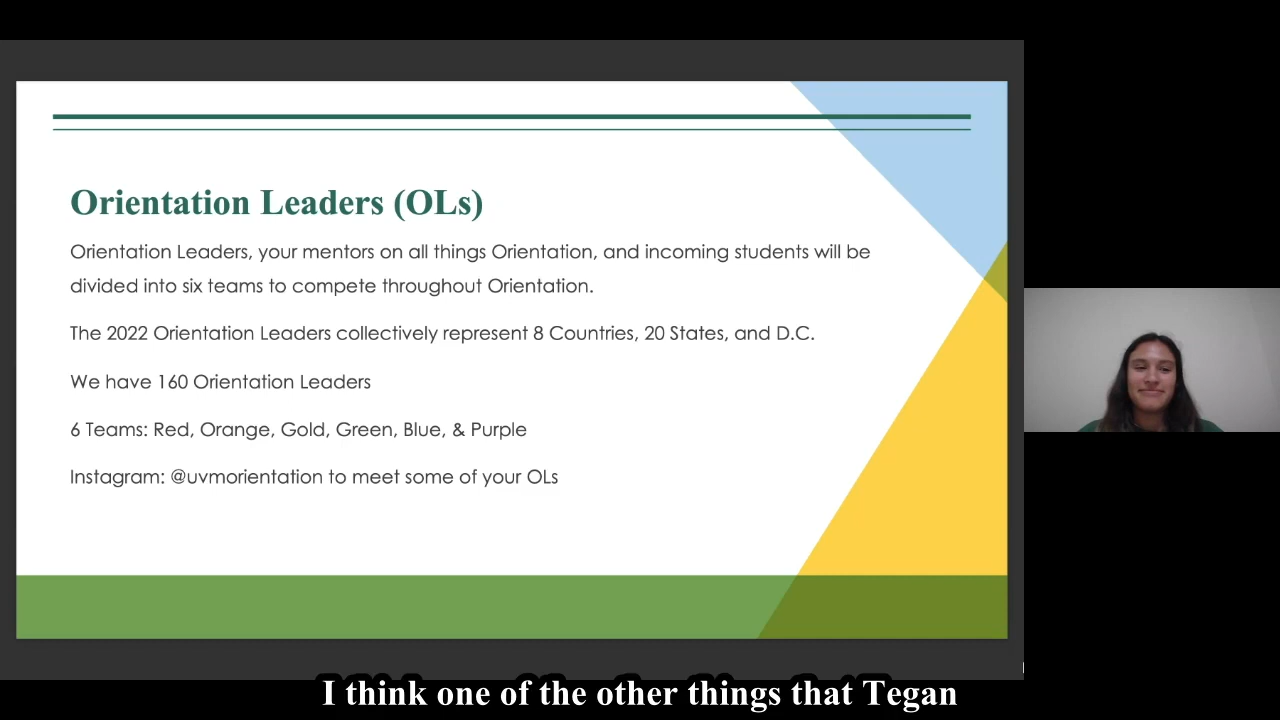 Orientation Leaders (OLs)
Orientation Leaders, your mentors on all things Orientation, and incoming students will be
divided into six teams to compete throughout Orientation.
The 2022 Orientation Leaders collectively represent 8 Countries, 20 States, and D.C.
We have 160 Orientation Leaders
6 Teams: Red, Orange, Gold, Green, Blue, & Purple
Instagram: @uvmorientation to meet some of your OLs
I think one of the other things that Tegan